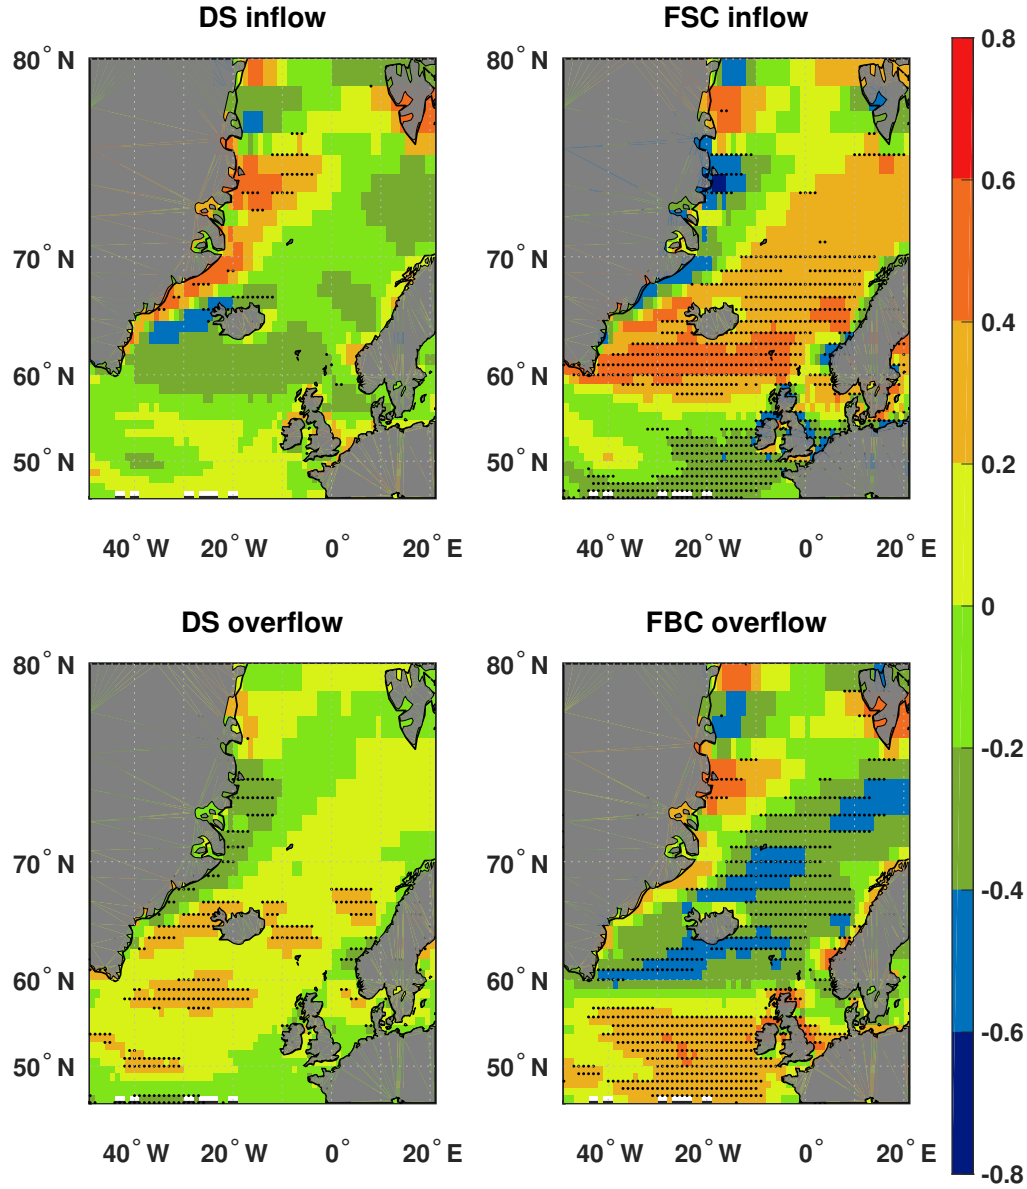 DS inflow
FSC inflow
80° N
70° N
60° N
50° N
40° W 20° W 0° 20° E
80° N
70° N
60° N
50° N
40° W 20° W 0° 20° E
DS overflow
FBC overflow
80° N
70° N
60° N
50° N
40° W 20° W 0° 20° E
80° N
70° N
60° N
50° N
40° W 20° W 0° 20° E
0.8
0.6
0.4
0.2
0
-0.2
-0.4
-0.6
-0.8